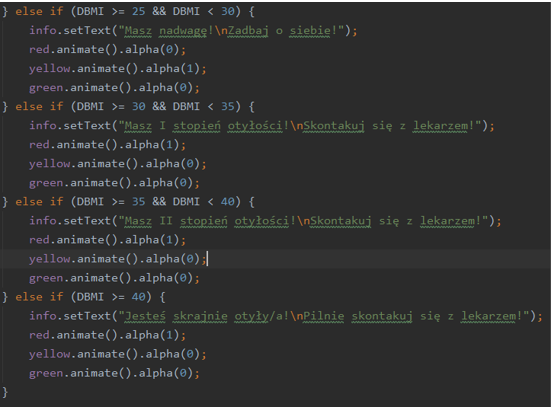 } else if (DBMI >= 25 && DBMI < 30) {
    info.setText("Masz nadwagę!\nZadbaj o siebie!");
    red.animate().alpha(0);
    yellow.animate().alpha(1);
    green.animate().alpha(0);
} else if (DBMI >= 30 && DBMI < 35) {
    info.setText("Masz I stopień otyłości!\nSkontakuj się z lekarzem!");
    red.animate().alpha(1);
    yellow.animate().alpha(0);
    green.animate().alpha(0);
} else if (DBMI >= 35 && DBMI < 40) {
    info.setText("Masz II stopień otyłości!\nSkontakuj się z lekarzem!");
    red.animate().alpha(1);
    yellow.animate().alpha(0);
    green.animate().alpha(0);
} else if (DBMI >= 40) {
    info.setText("Jesteś skrajnie otyły/a!\nPilnie skontakuj się z lekarzem!");
    red.animate().alpha(1);
    yellow.animate().alpha(0);
    green.animate().alpha(0);
}